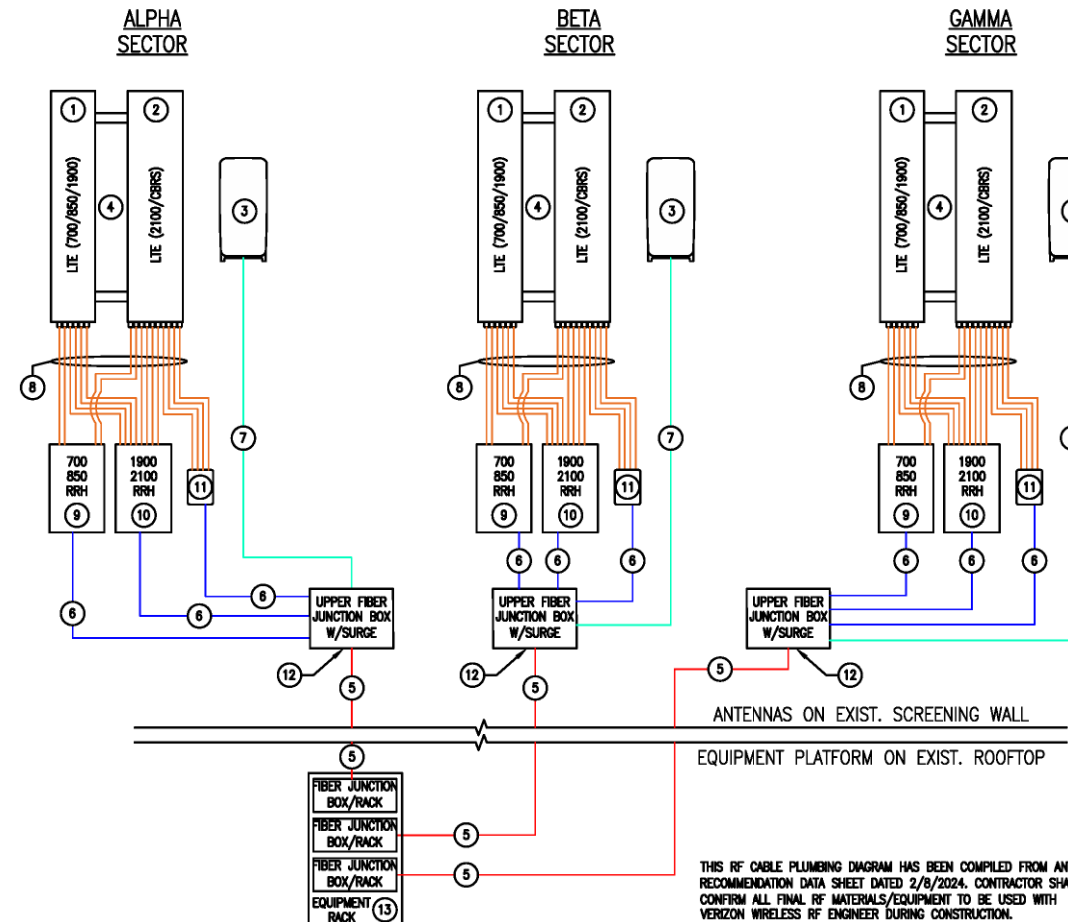 ALPHA
SECTOR
BETA
SECTOR
GAMMA
SECTOR
1
2
3
4
LTE (700/850/1900)
LTE (2100/CBRS)
1
2
3
4
LTE (700/850/1900)
LTE (2100/CBRS)
1
2
4
LTE (700/850/1900)
LTE (2100/CBRS)
8
7
8
7
8
700
850
RRH
9
1900
2100
RRH
10
11
700
850
RRH
9
1900
2100
RRH
10
11
700
850
RRH
9
1900
2100
RRH
10
11
6
6
6
6
6
6
6
6
6
UPPER FIBER
JUNCTION BOX
W/SURGE
UPPER FIBER
JUNCTION BOX
W/SURGE
UPPER FIBER
JUNCTION BOX
W/SURGE
12
5
12
5
5
12
ANTENNAS ON EXIST. SCREENING WALL
EQUIPMENT PLATFORM ON EXIST. ROOFTOP
5
FIBER JUNCTION
BOX/RACK
FIBER JUNCTION
BOX/RACK
5
FIBER JUNCTION
BOX/RACK
5
EQUIPMENT
RACK
13
THIS RF CABLE PLUMBING DIAGRAM HAS BEEN COMPILED FROM AN
RECOMMENDATION DATA SHEET DATED 2/8/2024. CONTRACTOR SHA
CONFIRM ALL FINAL RF MATERIALS/EQUIPMENT TO BE USED WITH
VERIZON WIRELESS RF ENGINEER DURING CONSTRUCTION.